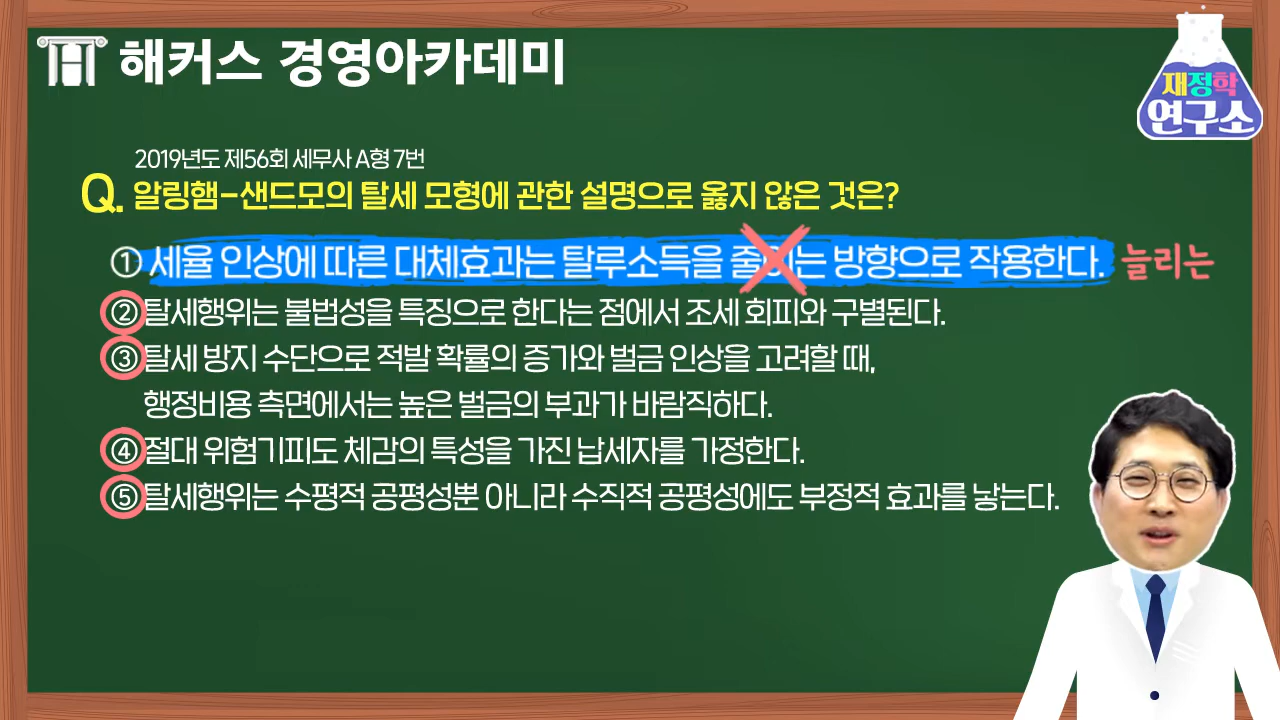 해커스 경영아카데미
재정학
연구소
2019년도 제56회 세무사 A형 7번
Q. 알링햄-샌드모의 탈세 모형에 관한 설명으로 옳지 않은 것은?
① 세율 인상에 따른 대체효과는 탈루소득을 줄이는 방향으로 작용한다. 늘리는
② 탈세행위는 불법성을 특징으로 한다는 점에서 조세 회피와 구별된다.
③ 탈세 방지 수단으로 적발 확률의 증가와 벌금 인상을 고려할 때,
행정비용 측면에서는 높은 벌금의 부과가 바람직하다.
④ 절대 위험기피도 체감의 특성을 가진 납세자를 가정한다.
⑤ 탈세행위는 수평적 공평성뿐 아니라 수직적 공평성에도 부정적 효과를 낳는다.